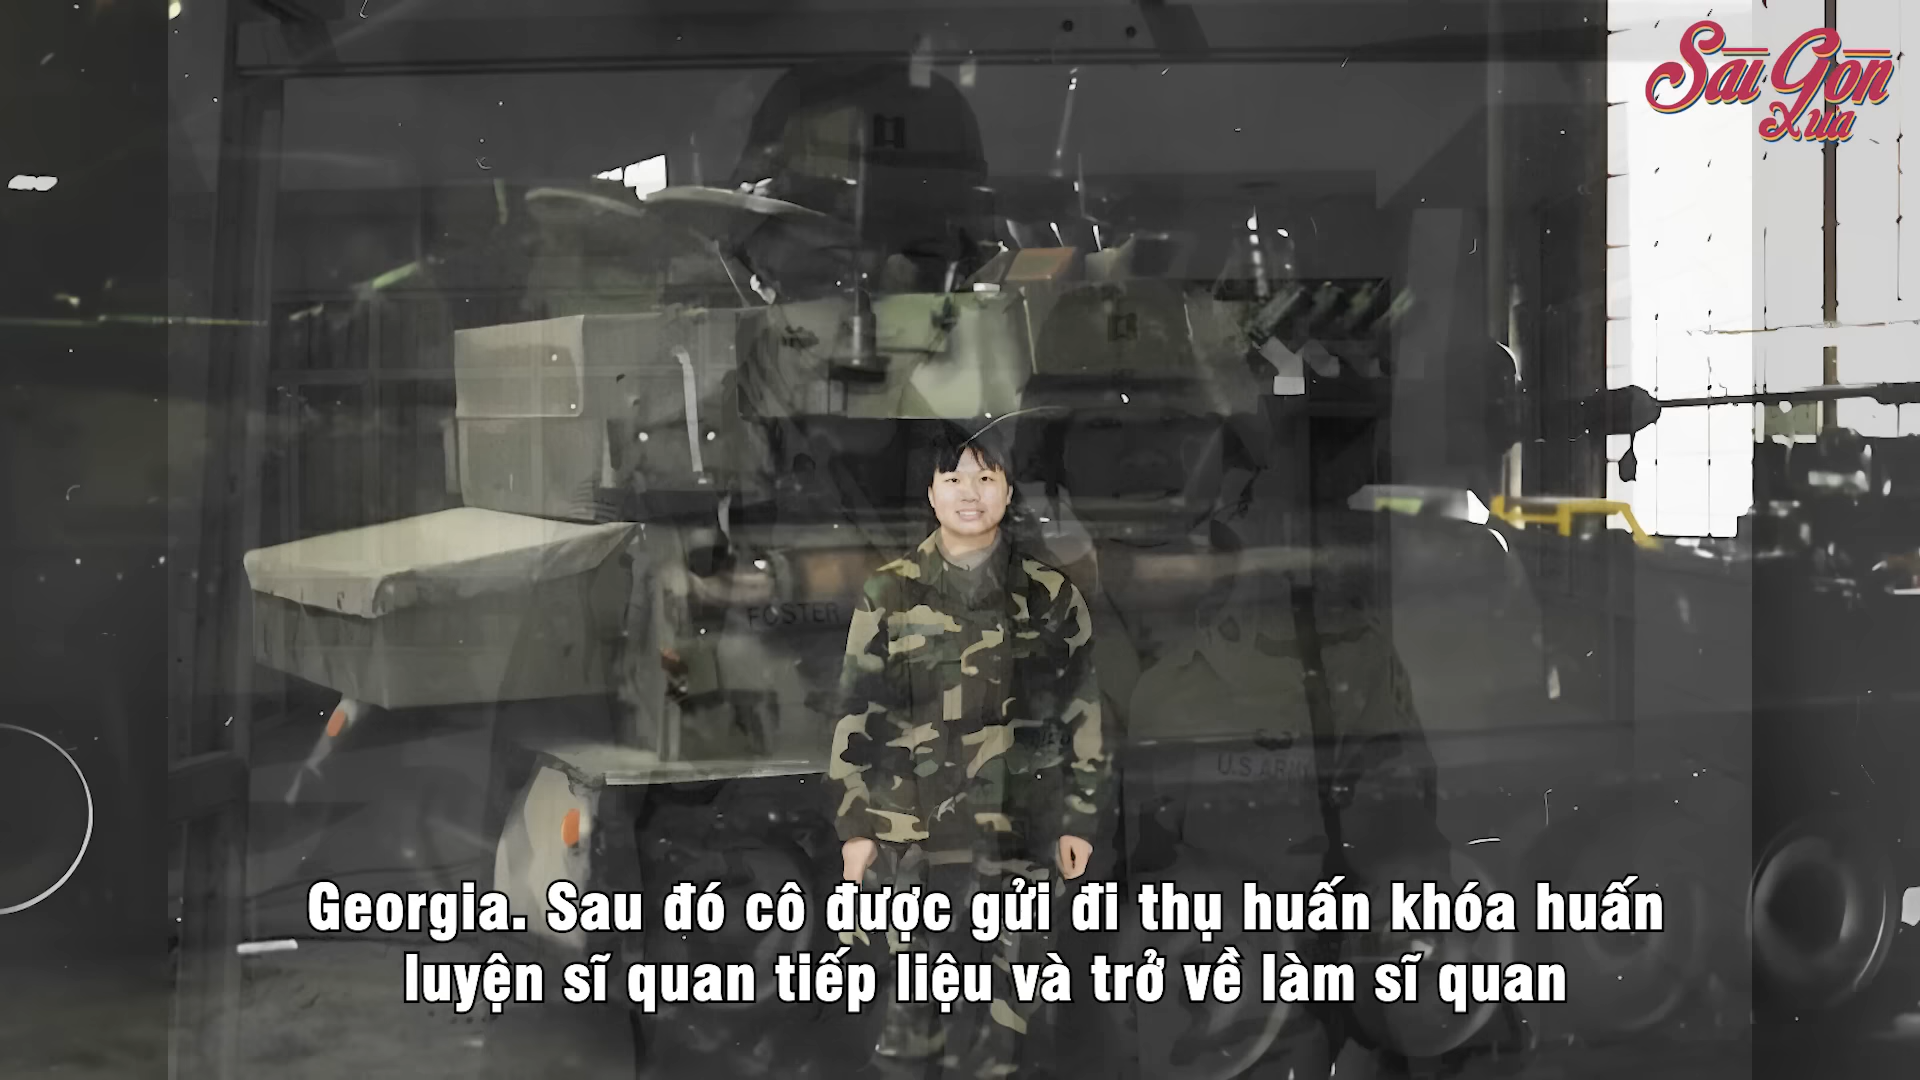 Sài Gòn
Xưa
FOSTER
U.S ARMY
Georgia. Sau đó cô được gửi đi thụ huấn khóa huấn
luyện sĩ quan tiếp liệu và trở về làm sĩ quan